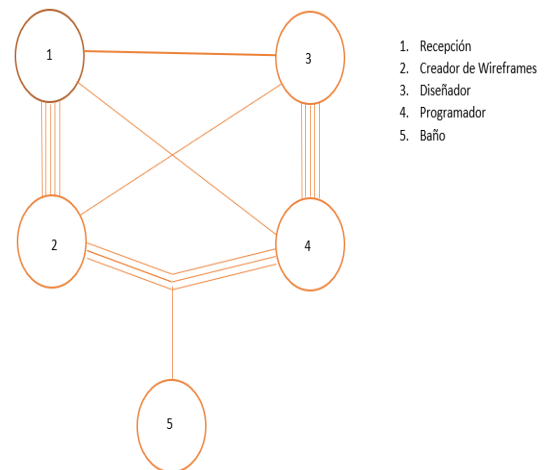 1
3
2
4
5
1. Recepción
2. Creador de Wireframes
3. Diseñador
4. Programador
5. Baño